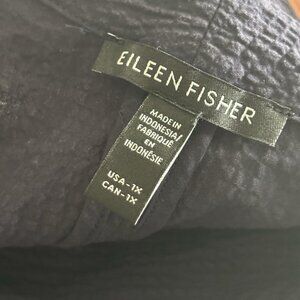 EILEEN FISHER
MADE IN
INDONESIA/
FABRIQUÉ
EN
INDONÉSIE
USA-1X
CAN-1X